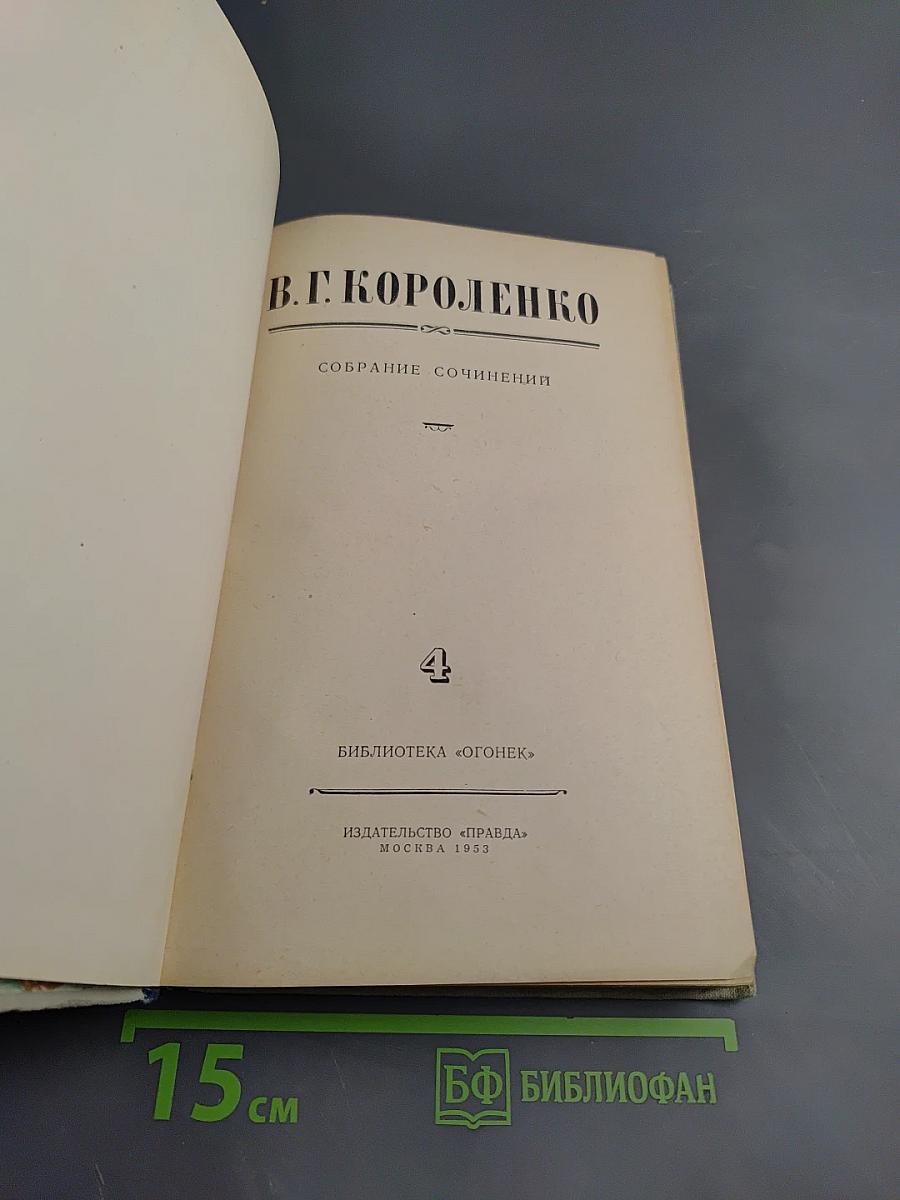 В. Г. КОРОЛЕНКО
СОБРАНИЕ СОЧИНЕНИЙ
4
БИБЛИОТЕКА «ОГОНЕК»
ИЗДАТЕЛЬСТВО «ПРАВДА»
МОСКВА 1953
15 см
БФ БИБЛИОФАН